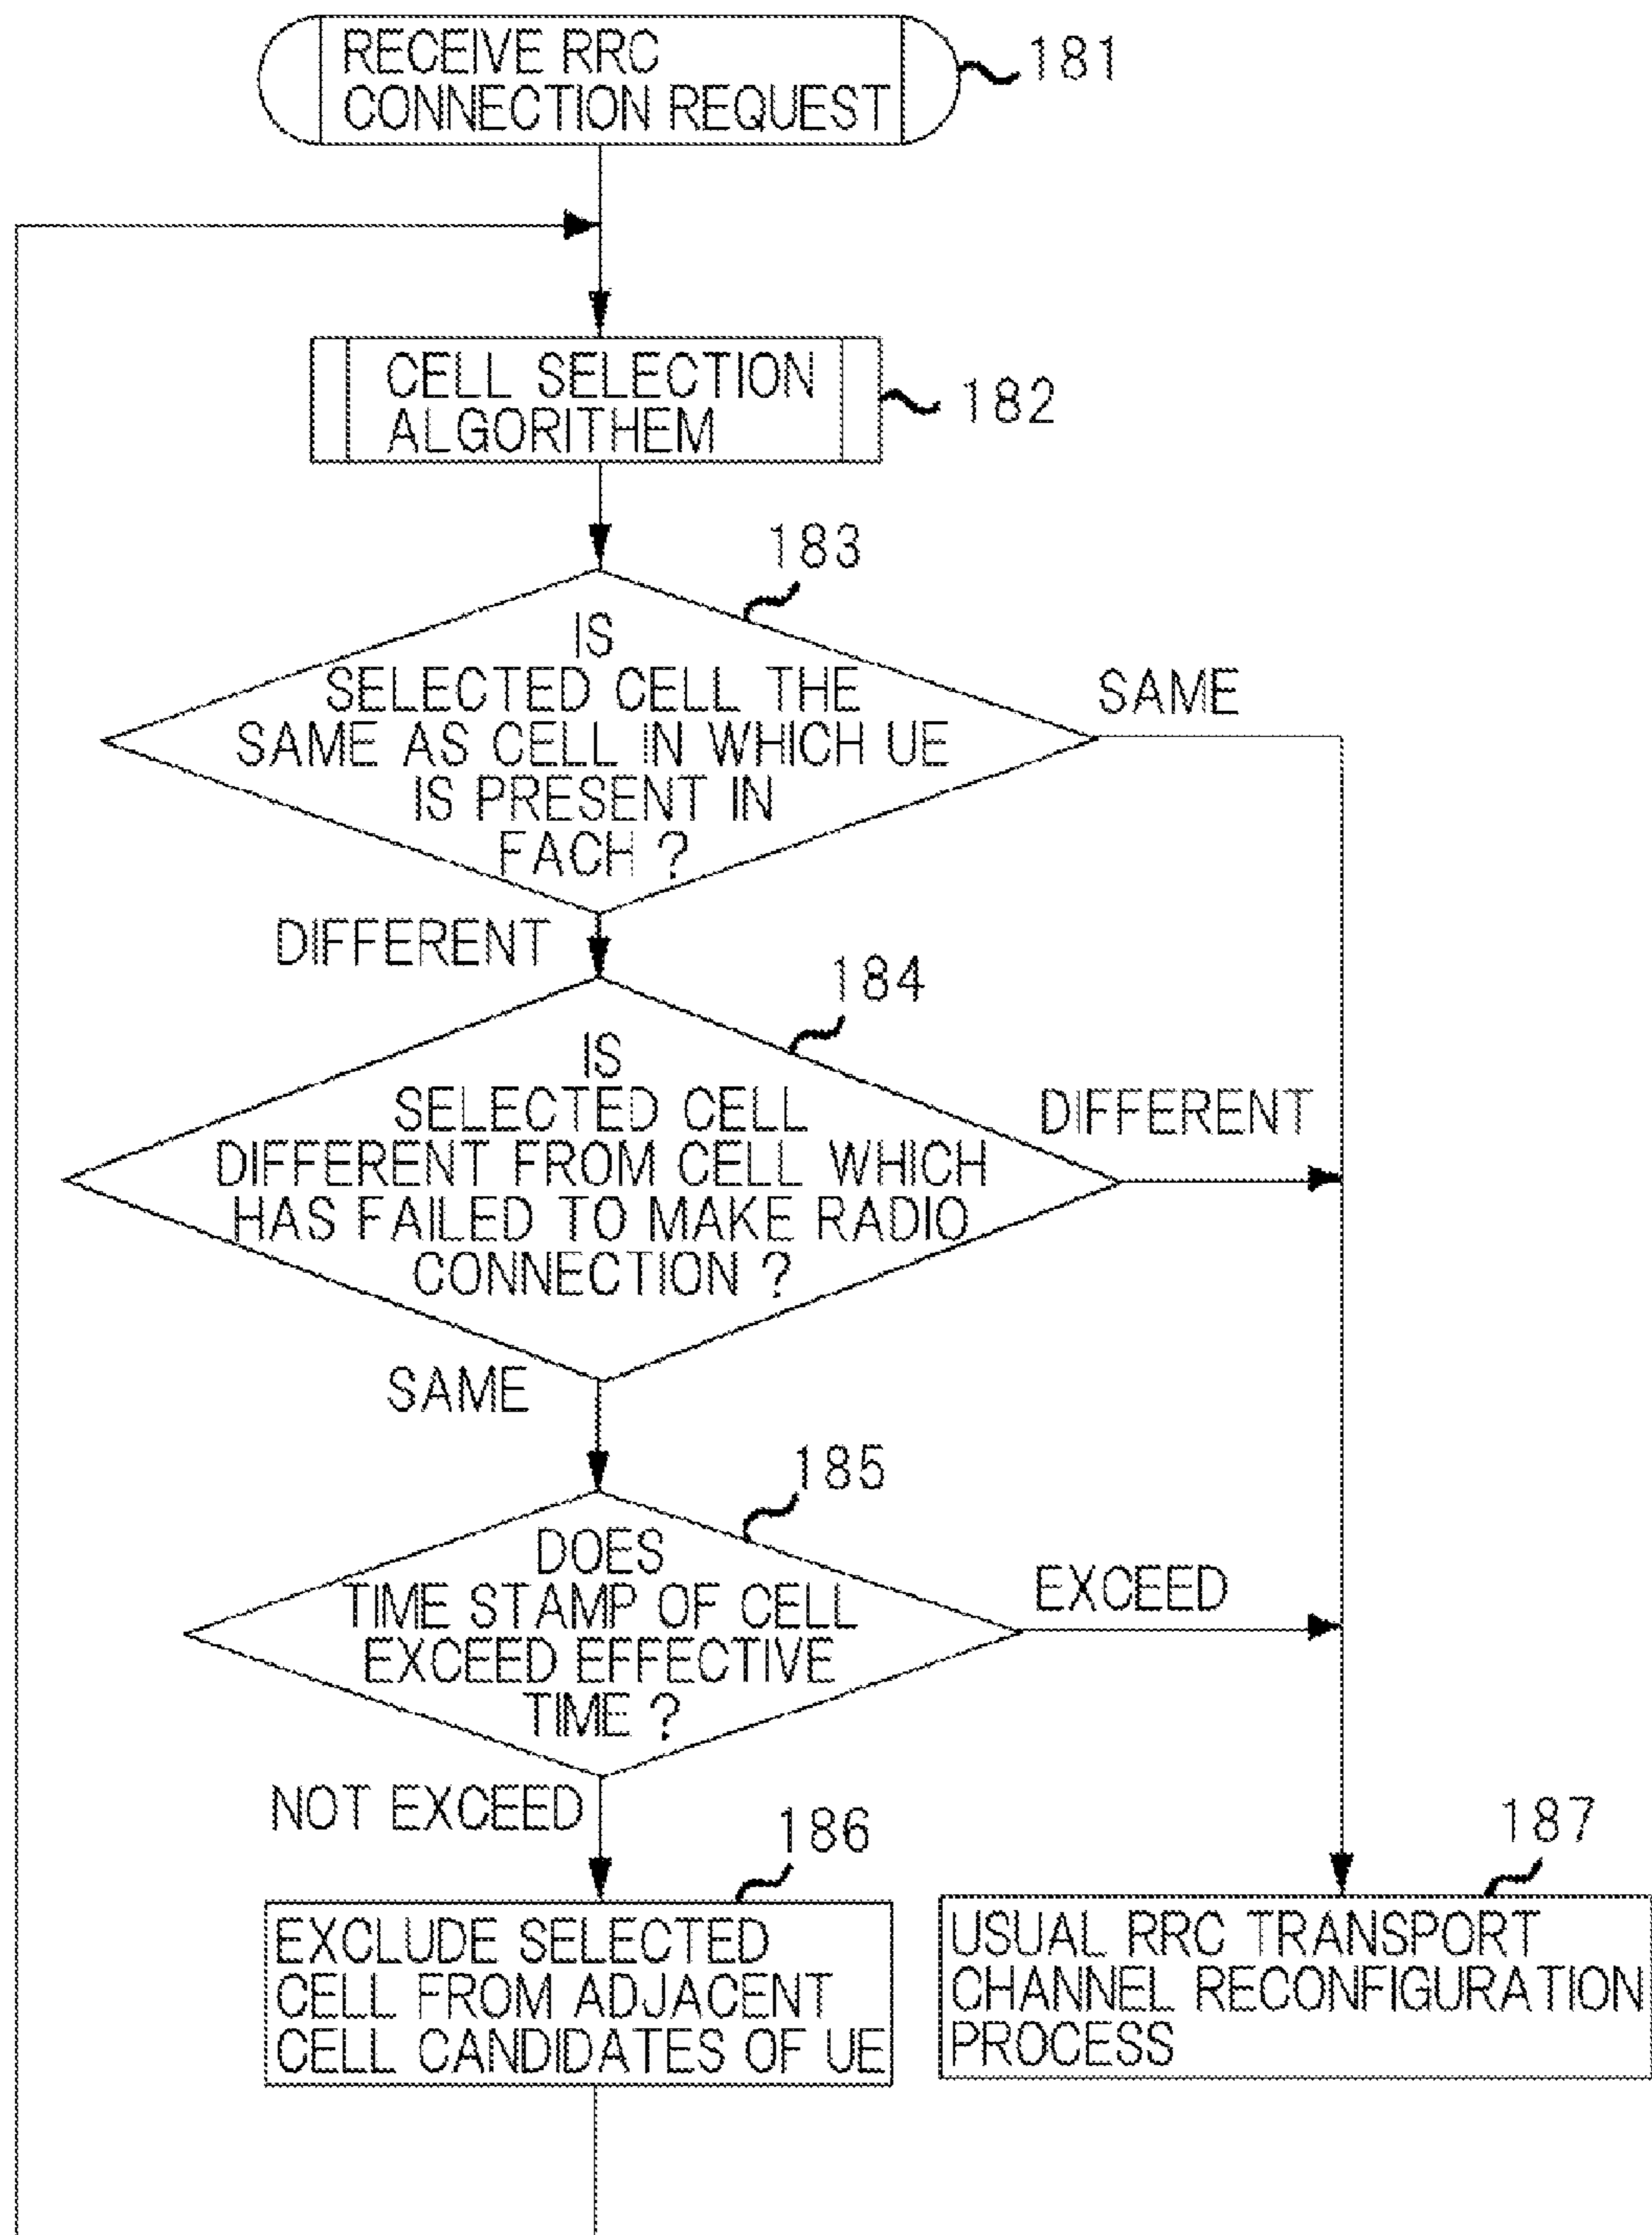 RECEIVE RRC
CONNECTION REQUEST
181
CELL SELECTION
ALGORITHEM
182
183
IS
SELECTED CELL THE
SAME AS CELL IN WHICH UE
IS PRESENT IN
FACH ?
SAME
DIFFERENT
184
IS
SELECTED CELL
DIFFERENT FROM CELL WHICH
HAS FAILED TO MAKE RADIO
CONNECTION ?
DIFFERENT
SAME
185
DOES
TIME STAMP OF CELL
EXCEED EFFECTIVE
TIME ?
EXCEED
NOT EXCEED
186
EXCLUDE SELECTED
CELL FROM ADJACENT
CELL CANDIDATES OF UE
187
USUAL RRC TRANSPORT
CHANNEL RECONFIGURATION
PROCESS